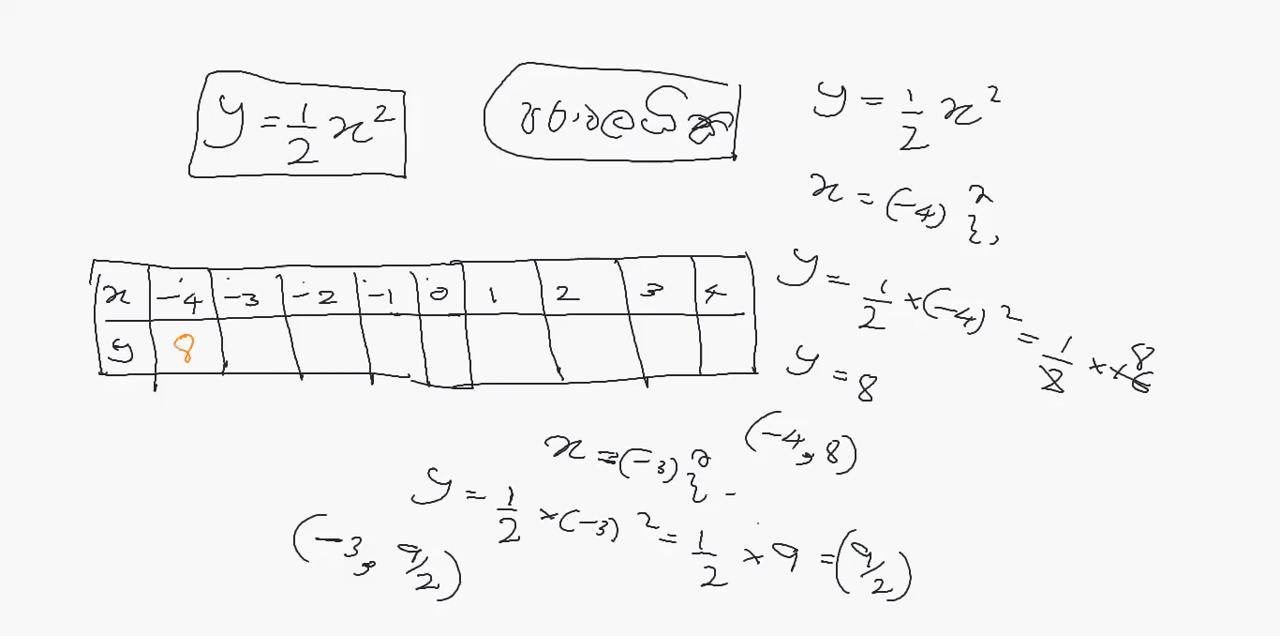 y = 1/2 x²
y = 1/2 x²
x = (-4)
x -4 -3 -2 -1 0 1 2 3 4
y 8
y = 1/2 × (-4)² = 1/2 × 8
y = 8
(-4, 8)
x = (-3)
y = 1/2 × (-3)² = 1/2 × 9 = (9/2)
(-3, 9/2)